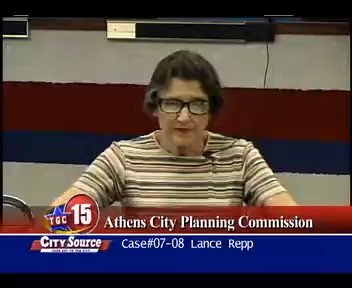 TGC
15
Athens City Planning Commission
CITY SOURCE
Case#07-08 Lance Repp